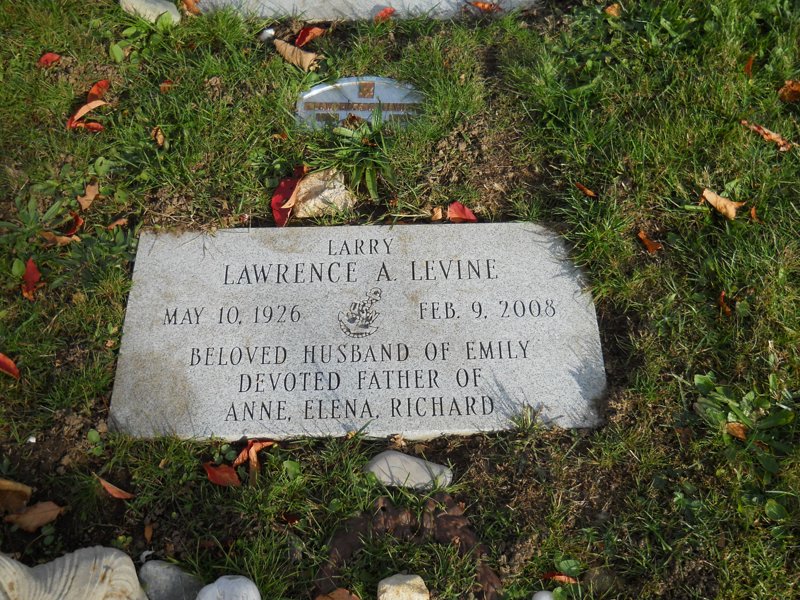 LARRY
LAWRENCE A. LEVINE
MAY 10, 1926 FEB. 9, 2008
BELOVED HUSBAND OF EMILY
DEVOTED FATHER OF
ANNE, ELENA, RICHARD